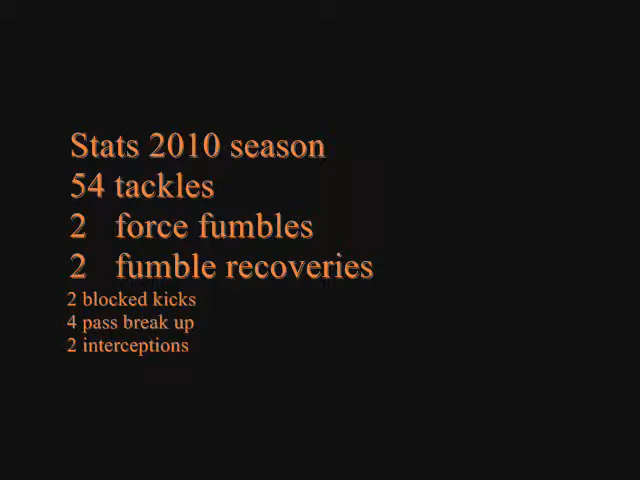 Stats 2010 season
54 tackles
2 force fumbles
2 fumble recoveries
2 blocked kicks
4 pass break up
2 interceptions